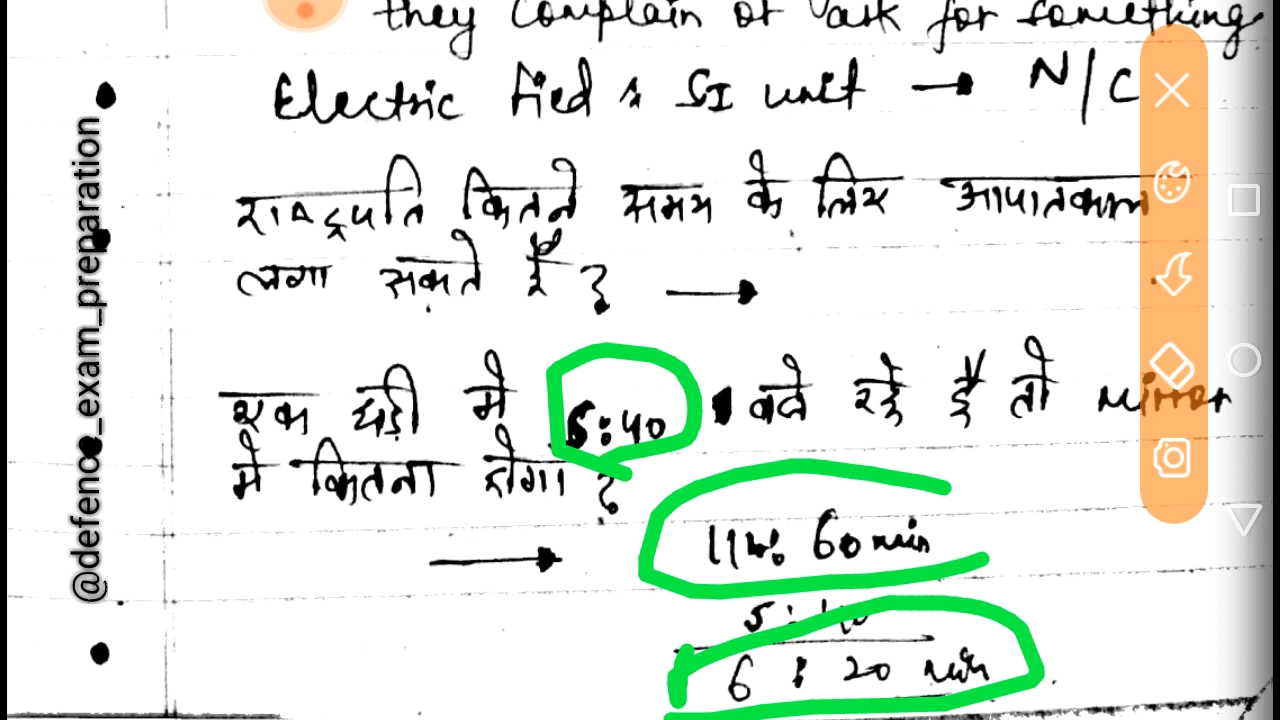 they complain or ask for something
Electric field s SI unit → N/C
राष्ट्रपति कितने समय के लिए आपातकाल
लगा सकते हैं ? →
एक घड़ी में 5:40 बजे रहे हैं तो mirror
में कितना होगा ?
→ 11h: 60 min
5:40
6 : 20 min
@defence_exam_preparation